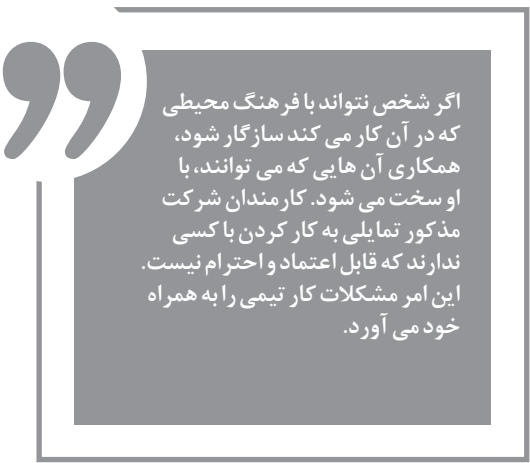 اگر شخص نتواند با فرهنگ محیطی
که در آن کار می کند سازگار شود،
همکاری آن هایی که می توانند، با
او سخت می شود. کارمندان شرکت
مذکور تمایلی به کار کردن با کسی
ندارند که قابل اعتماد و احترام نیست.
این امر مشکلات کار تیمی را به همراه
خود می آورد.